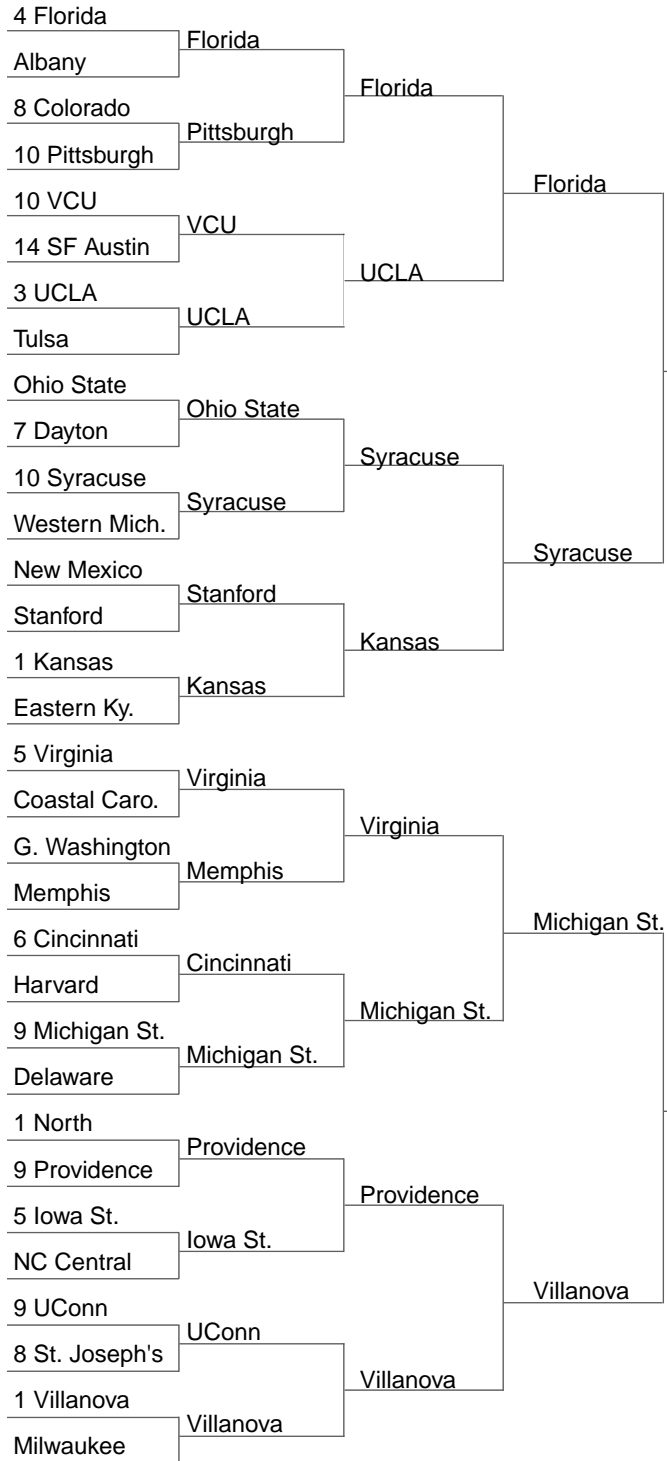 4 Florida
Albany
8 Colorado
10 Pittsburgh
10 VCU
14 SF Austin
3 UCLA
Tulsa
Ohio State
7 Dayton
10 Syracuse
Western Mich.
New Mexico
Stanford
1 Kansas
Eastern Ky.
5 Virginia
Coastal Caro.
G. Washington
Memphis
6 Cincinnati
Harvard
9 Michigan St.
Delaware
1 North
9 Providence
5 Iowa St.
NC Central
9 UConn
8 St. Joseph's
1 Villanova
Milwaukee
Florida
Pittsburgh
VCU
UCLA
Ohio State
Syracuse
Stanford
Kansas
Virginia
Memphis
Cincinnati
Michigan St.
Providence
Iowa St.
UConn
Villanova
Florida
UCLA
Syracuse
Kansas
Virginia
Michigan St.
Providence
Villanova
Florida
Syracuse
Michigan St.
Villanova